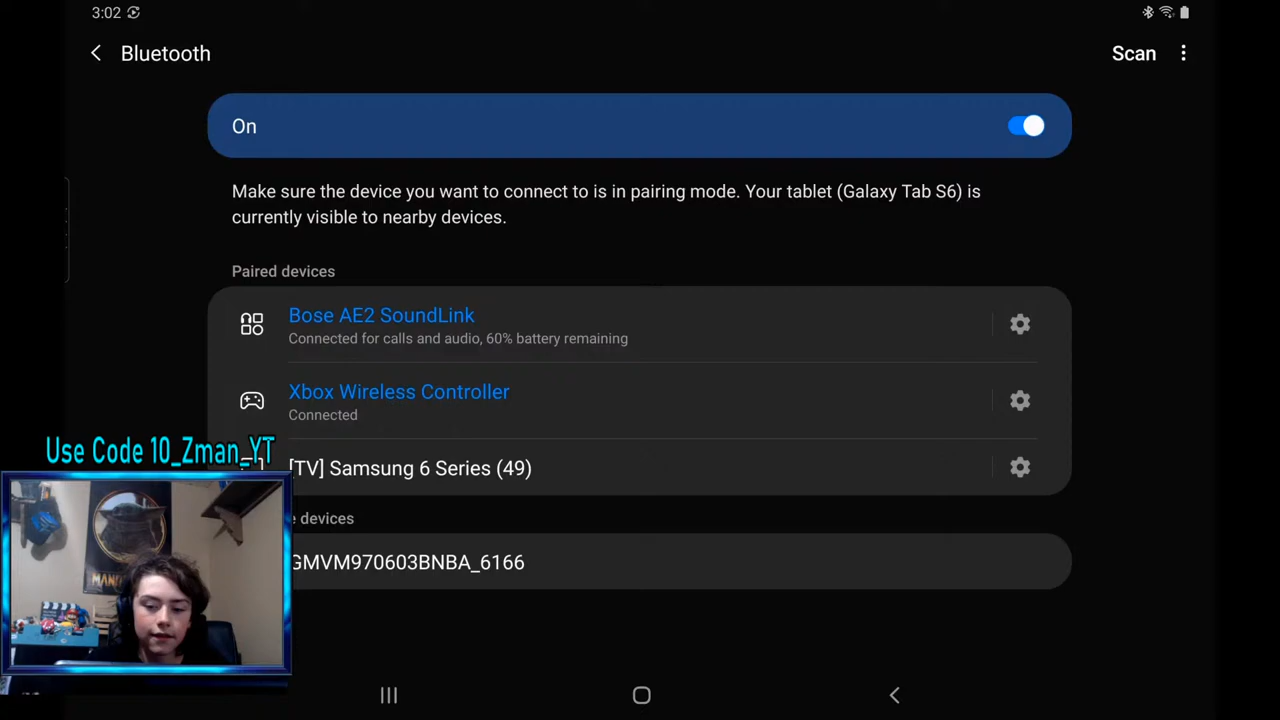 3:02
Bluetooth
Scan
On
Make sure the device you want to connect to is in pairing mode. Your tablet (Galaxy Tab S6) is
currently visible to nearby devices.
Paired devices
Bose AE2 SoundLink
Connected for calls and audio, 60% battery remaining
Xbox Wireless Controller
Connected
Use Code 10_Zman_YT
[TV] Samsung 6 Series (49)
devices
GMVM970603BNBA_6166